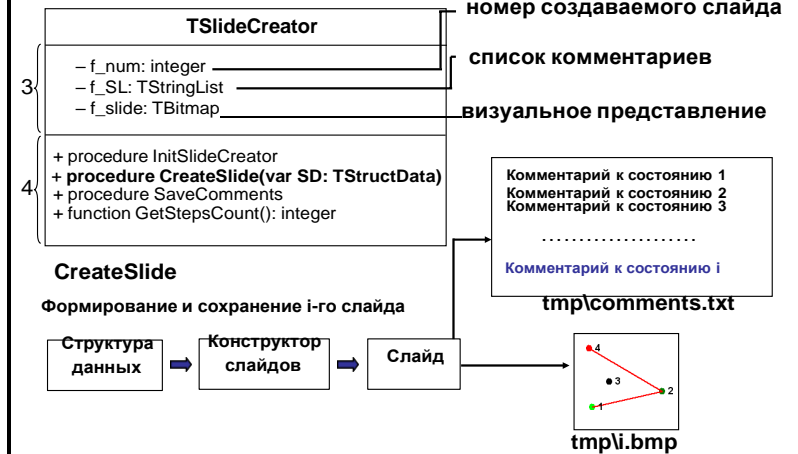 номер создаваемого слайда
TSlideCreator
– f_num: integer
список комментариев
3
– f_SL: TStringList
– f_slide: TBitmap
визуальное представление
+ procedure InitSlideCreator
4
+ procedure CreateSlide(var SD: TStructData)
+ procedure SaveComments
+ function GetStepsCount(): integer
Комментарий к состоянию 1
Комментарий к состоянию 2
Комментарий к состоянию 3
. . . . . . . . . . . . . . . . . . . . .
Комментарий к состоянию i
tmp\comments.txt
CreateSlide
Формирование и сохранение i-го слайда
Структура
данных
Конструктор
слайдов
Слайд
4
3
2
1
tmp\i.bmp